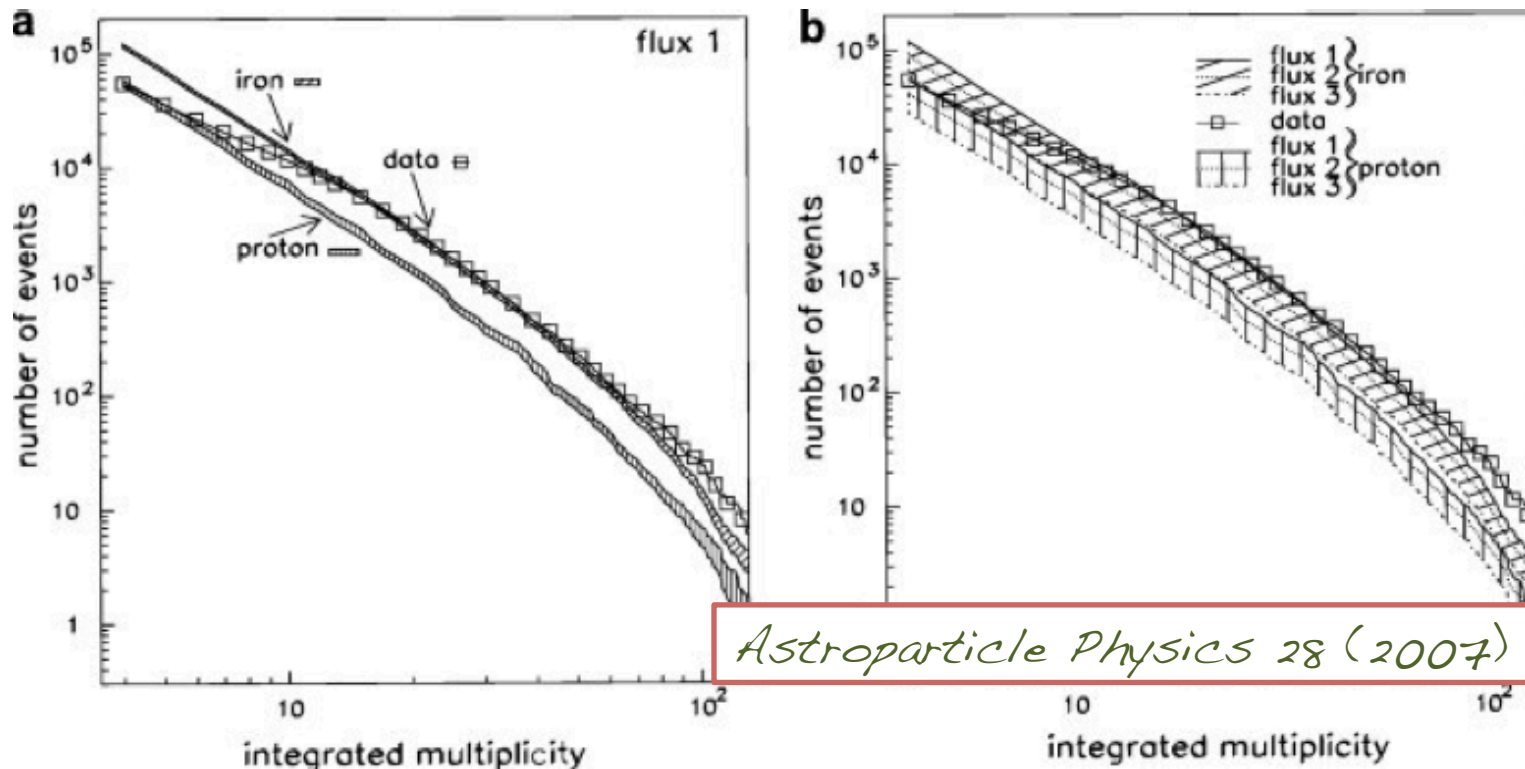 a
flux 1
10^5
iron
10^4
data
proton
10^3
10^2
10
1
number of events
10
10^2
integrated multiplicity
b
10^5
flux 1
flux 2 iron
flux 3
data
flux 1
flux 2 proton
flux 3
10^4
10^3
10^2
10
number of events
10
10^2
integrated multiplicity
Astroparticle Physics 28 (2007)